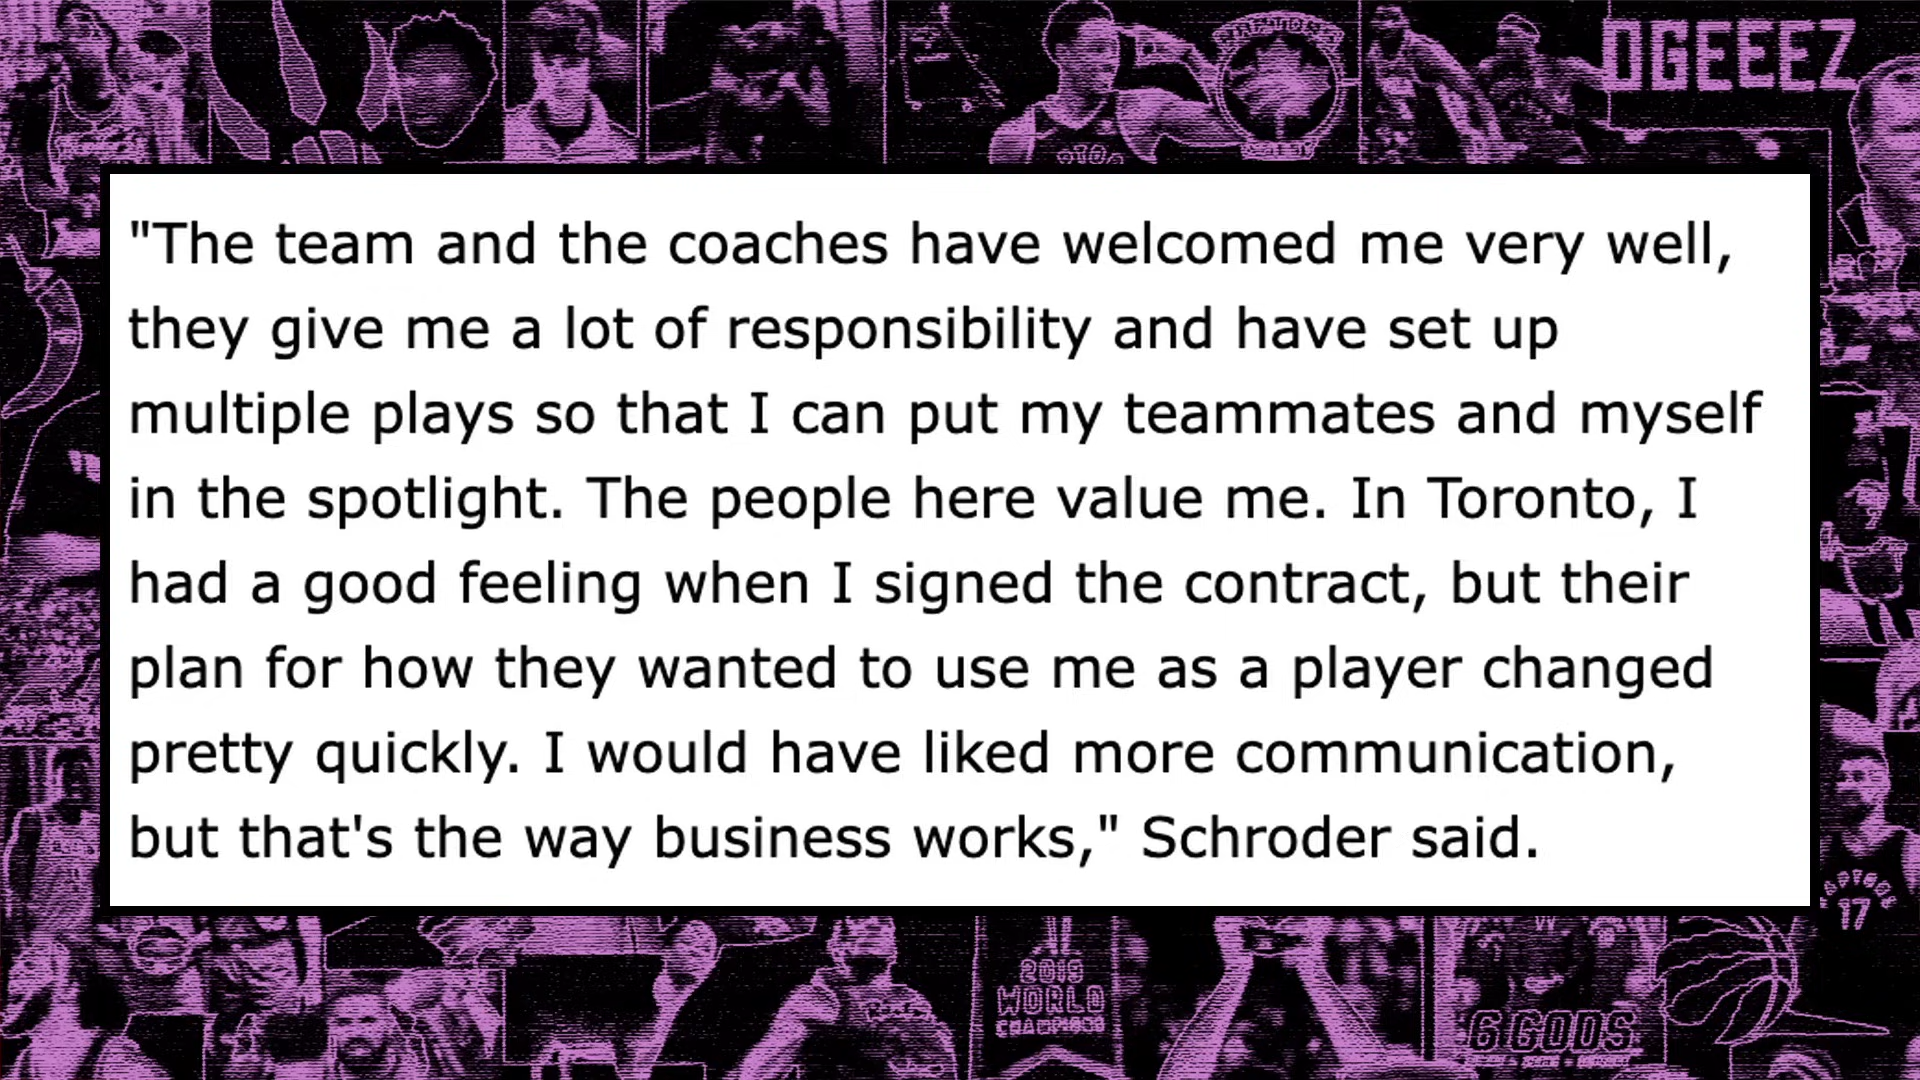 OGEEEZ
"The team and the coaches have welcomed me very well,
they give me a lot of responsibility and have set up
multiple plays so that I can put my teammates and myself
in the spotlight. The people here value me. In Toronto, I
had a good feeling when I signed the contract, but their
plan for how they wanted to use me as a player changed
pretty quickly. I would have liked more communication,
but that's the way business works," Schroder said.
17
2019
WORLD
CHAMPIONS
6GODS